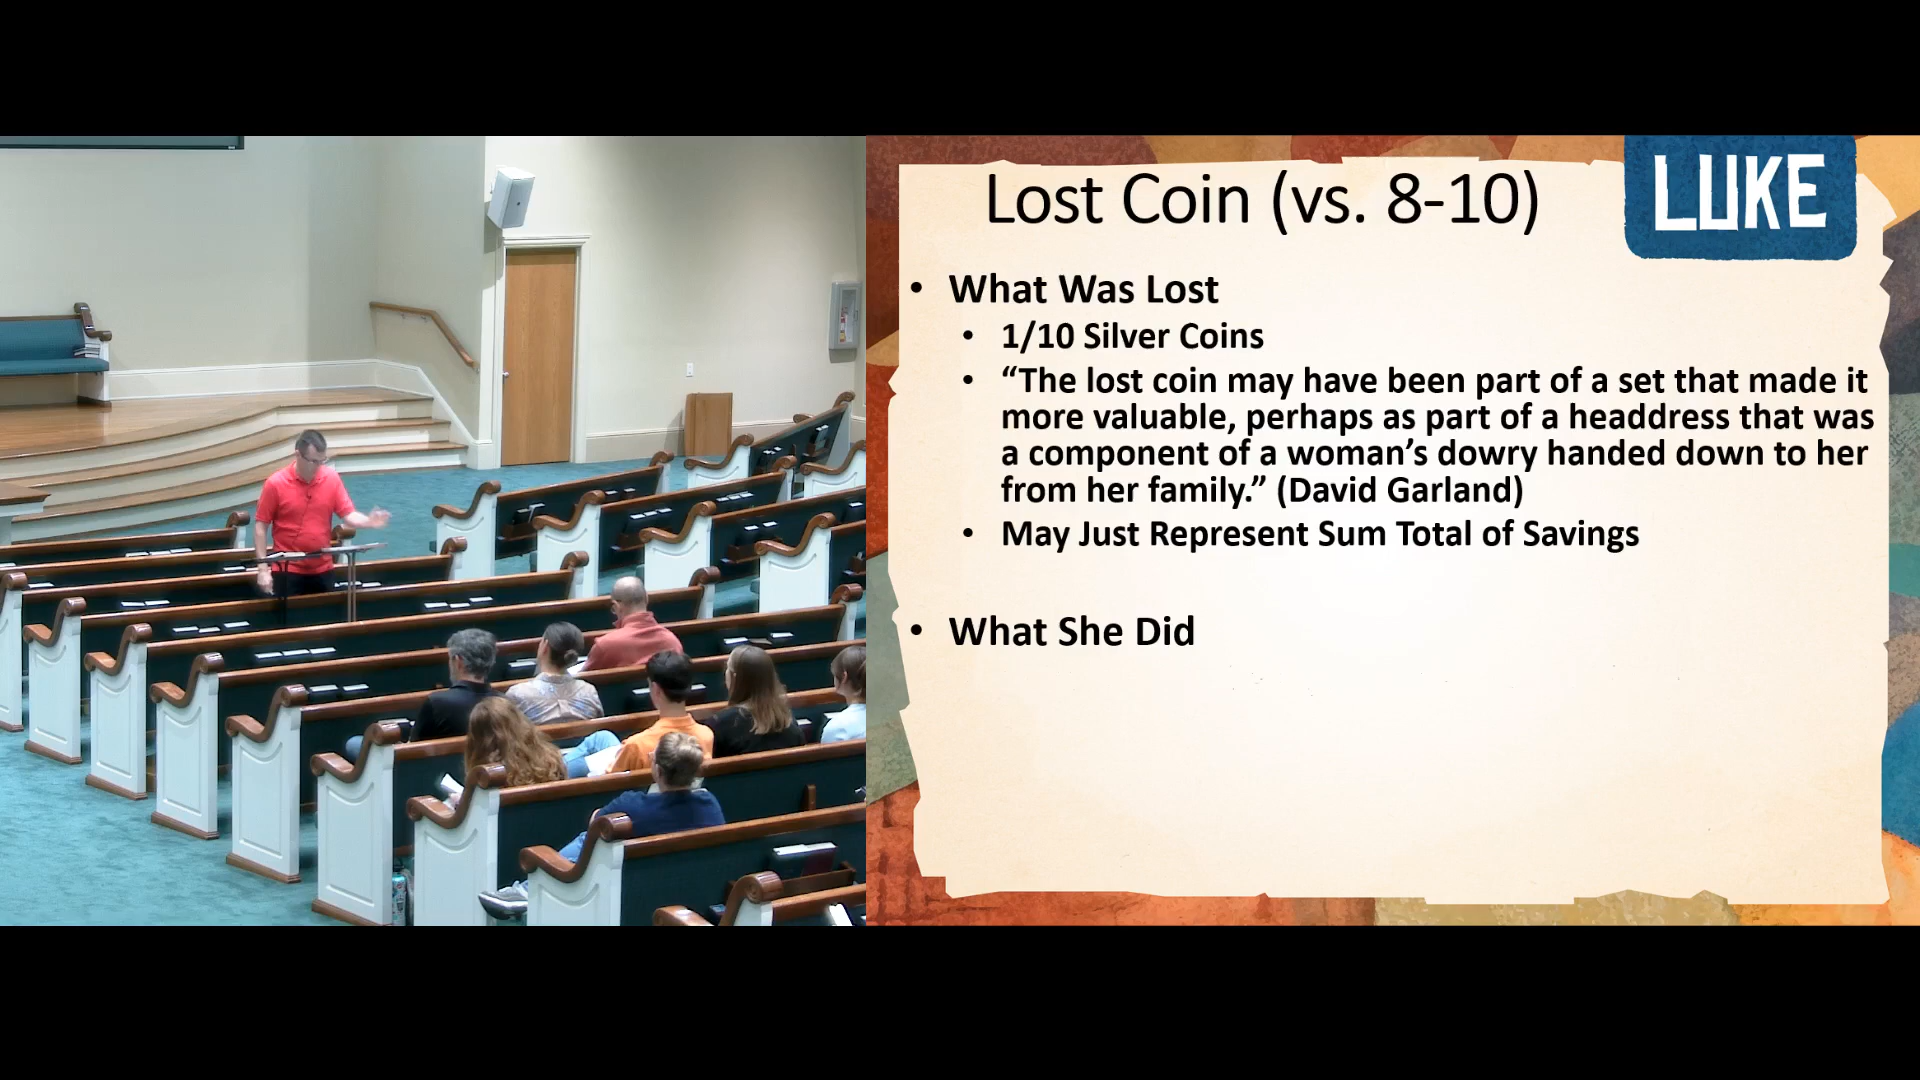 Lost Coin (vs. 8-10)
LUKE
• What Was Lost
• 1/10 Silver Coins
• “The lost coin may have been part of a set that made it
more valuable, perhaps as part of a headdress that was
a component of a woman’s dowry handed down to her
from her family.” (David Garland)
• May Just Represent Sum Total of Savings
• What She Did